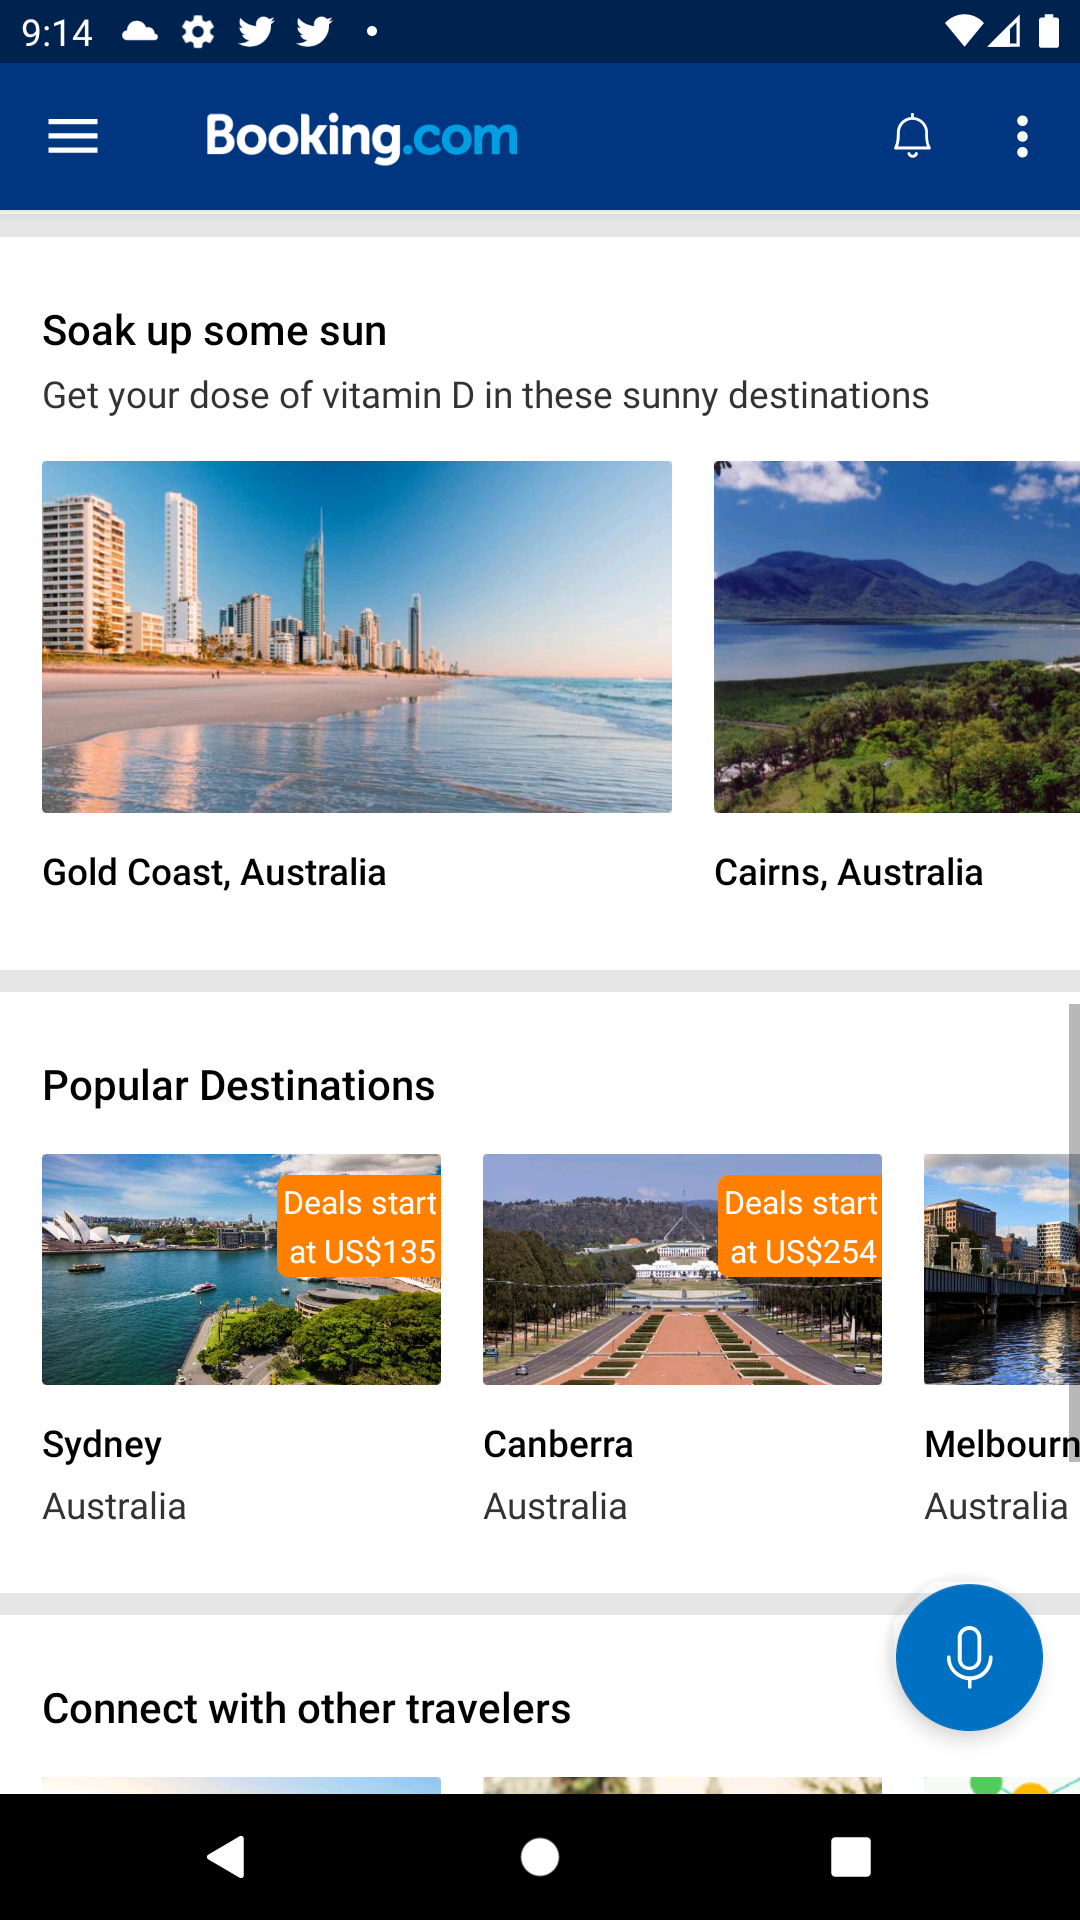 9:14
Booking.com
Soak up some sun
Get your dose of vitamin D in these sunny destinations
Gold Coast, Australia
Cairns, Australia
Popular Destinations
Deals start
at US$135
Deals start
at US$254
Sydney
Canberra
Melbourn
Australia
Australia
Australia
Connect with other travelers